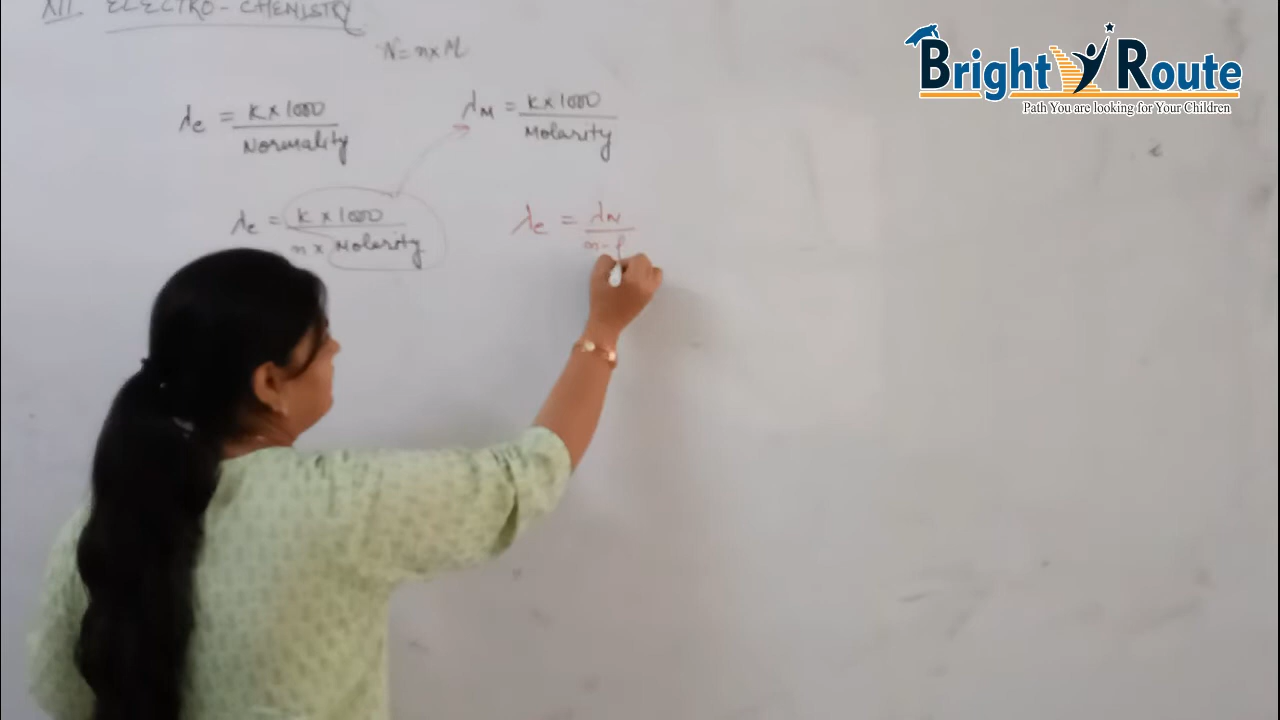 XII ELECTRO-CHEMISTRY
N = n × M
λe = K × 1000 / Normality
λM = K × 1000 / Molarity
λe = K × 1000 / n × Molarity
λe = λM / n-f
Bright Route
Path You are looking for Your Children